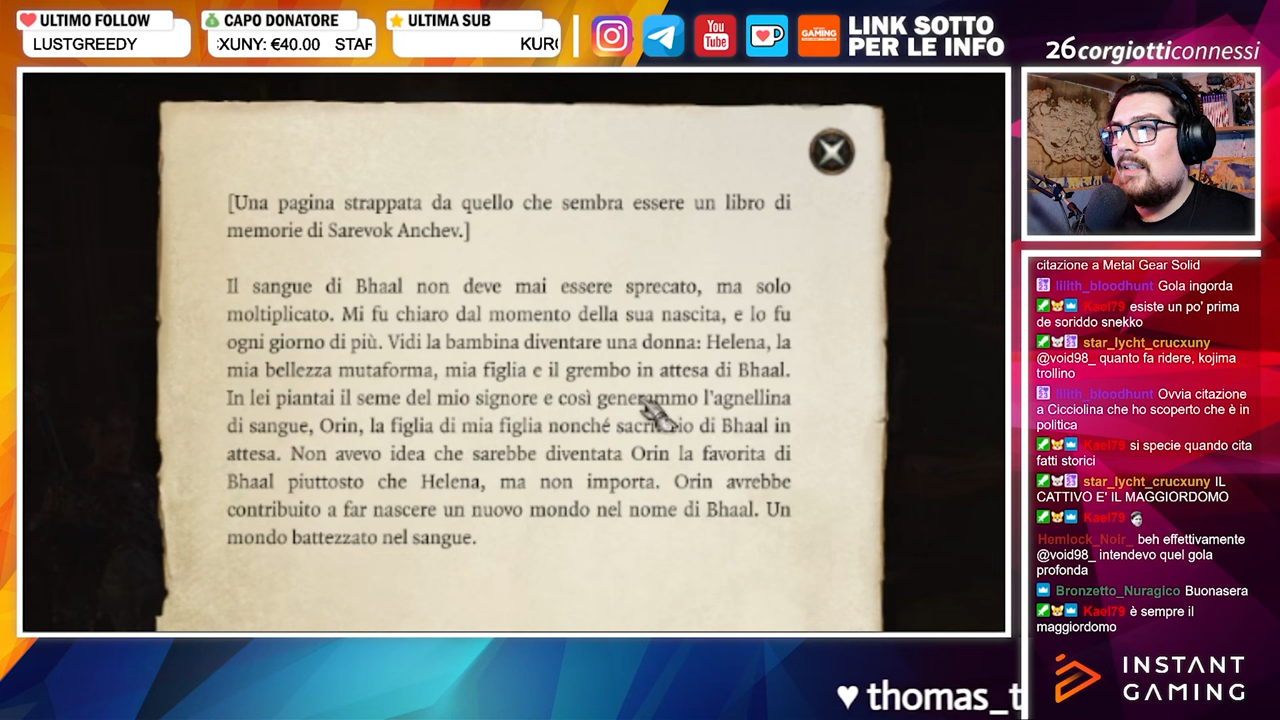 ULTIMO FOLLOW
LUSTGREEDY
CAPO DONATORE
XUNY: €40.00 STAR
ULTIMA SUB
KUR
You
Tube
GAMING
LINK SOTTO
PER LE INFO
26corgiotticonnessi
[Una pagina strappata da quello che sembra essere un libro di
memorie di Sarevok Anchev.]
Il sangue di Bhaal non deve mai essere sprecato, ma solo
moltiplicato. Mi fu chiaro dal momento della sua nascita, e lo fu
ogni giorno di più. Vidi la bambina diventare una donna: Helena, la
mia bellezza mutaforma, mia figlia e il grembo in attesa di Bhaal.
In lei piantai il seme del mio signore e così generammo l'agnellina
di sangue, Orin, la figlia di mia figlia nonché sacrificio di Bhaal in
attesa. Non avevo idea che sarebbe diventata Orin la favorita di
Bhaal piuttosto che Helena, ma non importa. Orin avrebbe
contribuito a far nascere un nuovo mondo nel nome di Bhaal. Un
mondo battezzato nel sangue.
citazione a Metal Gear Solid
lilith_bloodhunt Gola ingorda
Kael79 esiste un po' prima
de soriddo snekko
star_lycht_crucxuny
@void98_ quanto fa ridere, kojima
trollino
lilith_bloodhunt Ovvia citazione
a Cicciolina che ho scoperto che è in
politica
Kael79 si specie quando cita
fatti storici
star_lycht_crucxuny IL
CATTIVO E' IL MAGGIORDOMO
Kael79
Hemlock_Noir_ beh effettivamente
@void98_ intendevo quel gola
profonda
Bronzetto_Nuragico Buonasera
Kael79 è sempre il
maggiordomo
thomas_t
INSTANT
GAMING